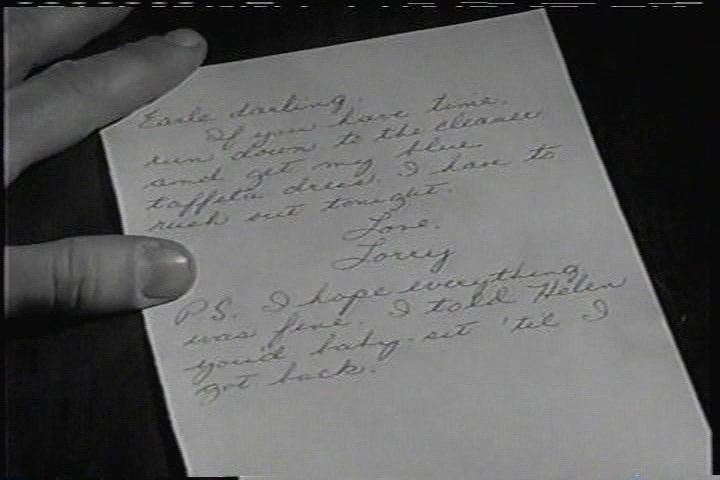 Earle darling,
If you have time,
run down to the cleaner
and get my blue
taffeta dress. I have to
rush out tonight.
Love,
Lorry
P.S. I hope everything
was fine. I told Helen
you'd baby-sit 'til I
got back.